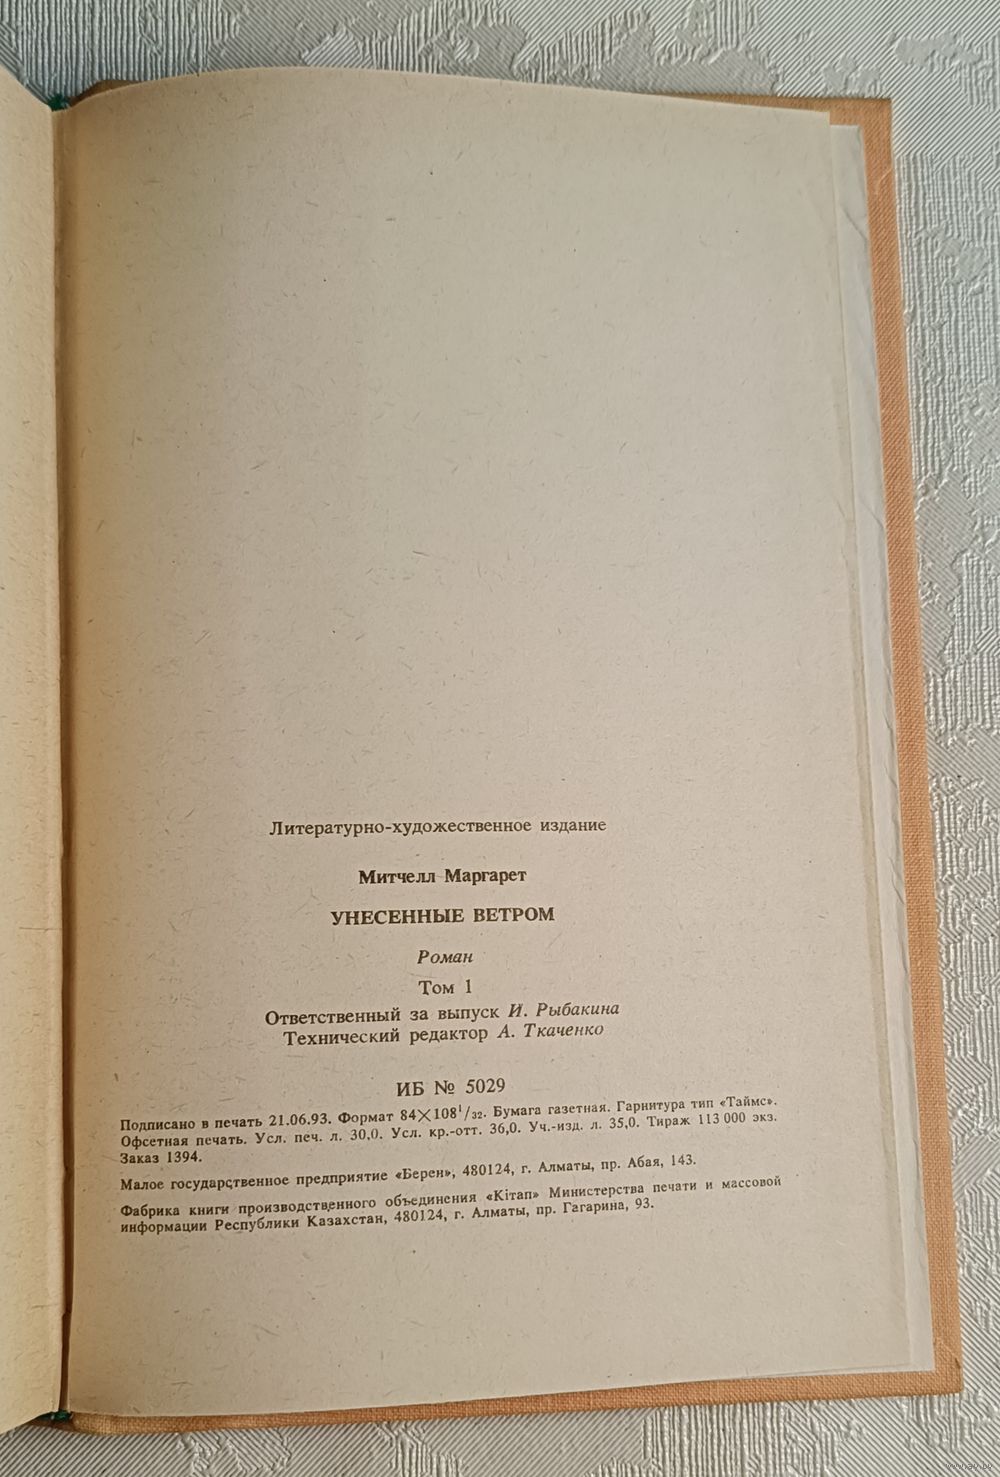 Литературно-художественное издание
Митчелл Маргарет
УНЕСЕННЫЕ ВЕТРОМ
Роман
Том 1
Ответственный за выпуск И. Рыбакина
Технический редактор А. Ткаченко
ИБ № 5029
Подписано в печать 21.06.93. Формат 84×108¹/₃₂. Бумага газетная. Гарнитура тип «Таймс».
Офсетная печать. Усл. печ. л. 30,0. Усл. кр.-отт. 36,0. Уч.-изд. л. 35,0. Тираж 113 000 экз.
Заказ 1394.
Малое государственное предприятие «Берен», 480124, г. Алматы, пр. Абая, 143.
Фабрика книги производственного объединения «Кітап» Министерства печати и массовой
информации Республики Казахстан, 480124, г. Алматы, пр. Гагарина, 93.